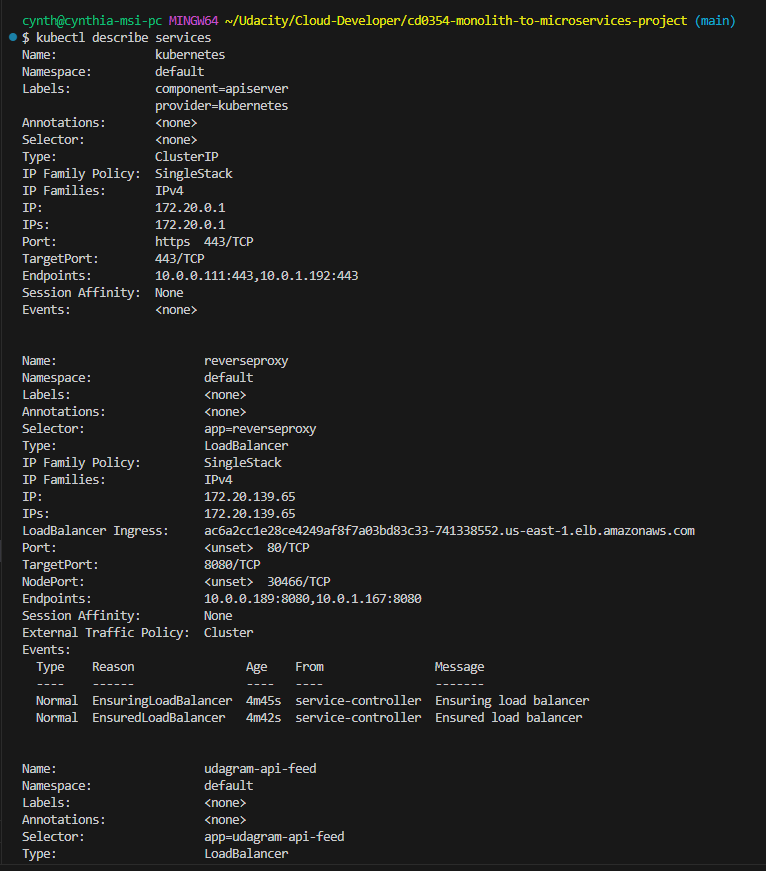 cynth@cynthia-msi-pc MINGW64 ~/Udacity/Cloud-Developer/cd0354-monolith-to-microservices-project (main)
$ kubectl describe services
Name:              kubernetes
Namespace:         default
Labels:            component=apiserver
                   provider=kubernetes
Annotations:       <none>
Selector:          <none>
Type:              ClusterIP
IP Family Policy:  SingleStack
IP Families:       IPv4
IP:                172.20.0.1
IPs:               172.20.0.1
Port:              https  443/TCP
TargetPort:        443/TCP
Endpoints:         10.0.0.111:443,10.0.1.192:443
Session Affinity:  None
Events:            <none>
Name:                     reverseproxy
Namespace:                default
Labels:                   <none>
Annotations:              <none>
Selector:                 app=reverseproxy
Type:                     LoadBalancer
IP Family Policy:         SingleStack
IP Families:              IPv4
IP:                       172.20.139.65
IPs:                      172.20.139.65
LoadBalancer Ingress:     ac6a2cc1e28ce4249af8f7a03bd83c33-741338552.us-east-1.elb.amazonaws.com
Port:                     <unset>  80/TCP
TargetPort:               8080/TCP
NodePort:                 <unset>  30466/TCP
Endpoints:                10.0.0.189:8080,10.0.1.167:8080
Session Affinity:         None
External Traffic Policy:  Cluster
Events:
  Type    Reason                Age    From                Message
  ----    ------                ----   ----                -------
  Normal  EnsuringLoadBalancer  4m45s  service-controller  Ensuring load balancer
  Normal  EnsuredLoadBalancer   4m42s  service-controller  Ensured load balancer
Name:                     udagram-api-feed
Namespace:                default
Labels:                   <none>
Annotations:              <none>
Selector:                 app=udagram-api-feed
Type:                     LoadBalancer